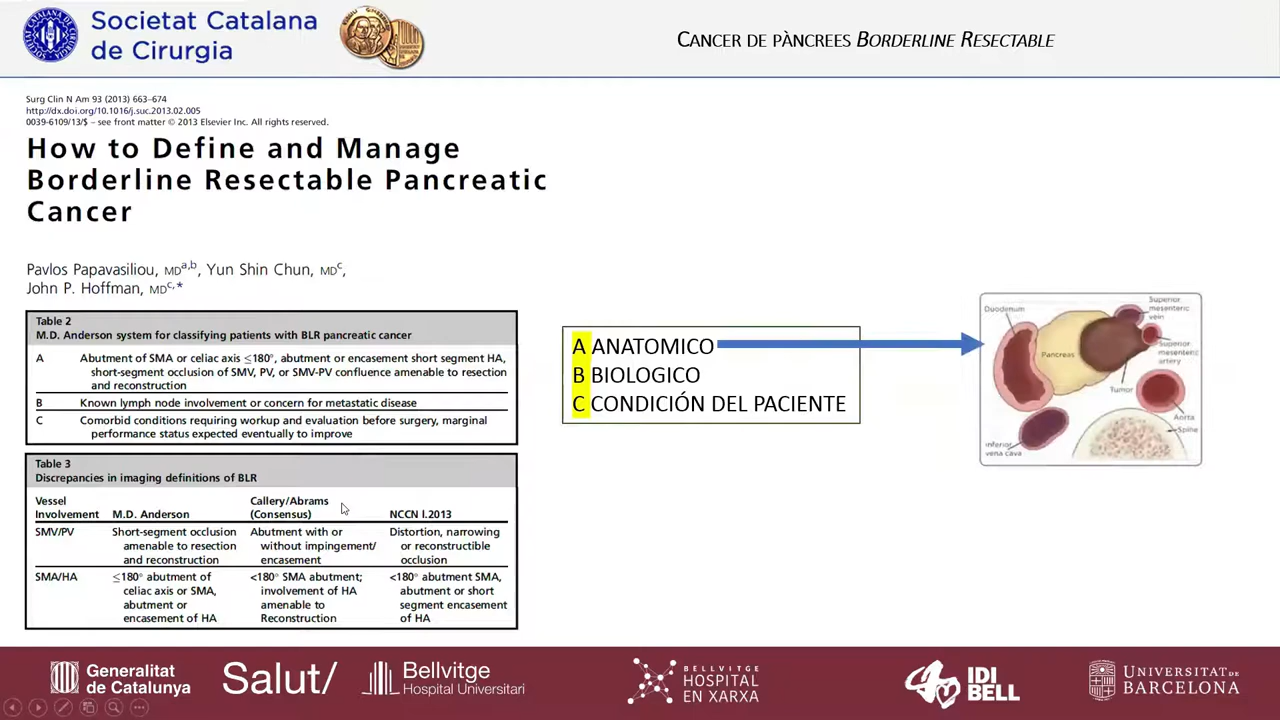 Societat Catalana
de Cirurgia
CANCER DE PÀNCREES BORDERLINE RESECTABLE
Surg Clin N Am 93 (2013) 663–674
http://dx.doi.org/10.1016/j.suc.2013.02.005
0039-6109/13/$ – see front matter © 2013 Elsevier Inc. All rights reserved.
How to Define and Manage
Borderline Resectable Pancreatic
Cancer
Pavlos Papavasiliou, MDa,b, Yun Shin Chun, MDc,
John P. Hoffman, MDc,*
Table 2
M.D. Anderson system for classifying patients with BLR pancreatic cancer
A Abutment of SMA or celiac axis ≤180°, abutment or encasement short segment HA,
short-segment occlusion of SMV, PV, or SMV-PV confluence amenable to resection
and reconstruction
B Known lymph node involvement or concern for metastatic disease
C Comorbid conditions requiring workup and evaluation before surgery, marginal
performance status expected eventually to improve
Table 3
Discrepancies in imaging definitions of BLR
Vessel
Involvement
M.D. Anderson
Callery/Abrams
(Consensus)
NCCN I.2013
SMV/PV
Short-segment occlusion
amenable to resection
and reconstruction
Abutment with or
without impingement/
encasement
Distortion, narrowing
or reconstructible
occlusion
SMA/HA
≤180° abutment of
celiac axis or SMA,
abutment or
encasement of HA
<180° SMA abutment;
involvement of HA
amenable to
Reconstruction
<180° abutment SMA,
abutment or short
segment encasement
of HA
A ANATOMICO
B BIOLOGICO
C CONDICIÓN DEL PACIENTE
Duodenum
Superior
mesenteric
vein
Pancreas
Superior
mesenteric
artery
Tumor
Aorta
Spine
Inferior
vena cava
Generalitat
de Catalunya
Salut/
Bellvitge
Hospital Universitari
BELLVITGE
HOSPITAL
EN XARXA
IDI
BELL
UNIVERSITAT DE
BARCELONA